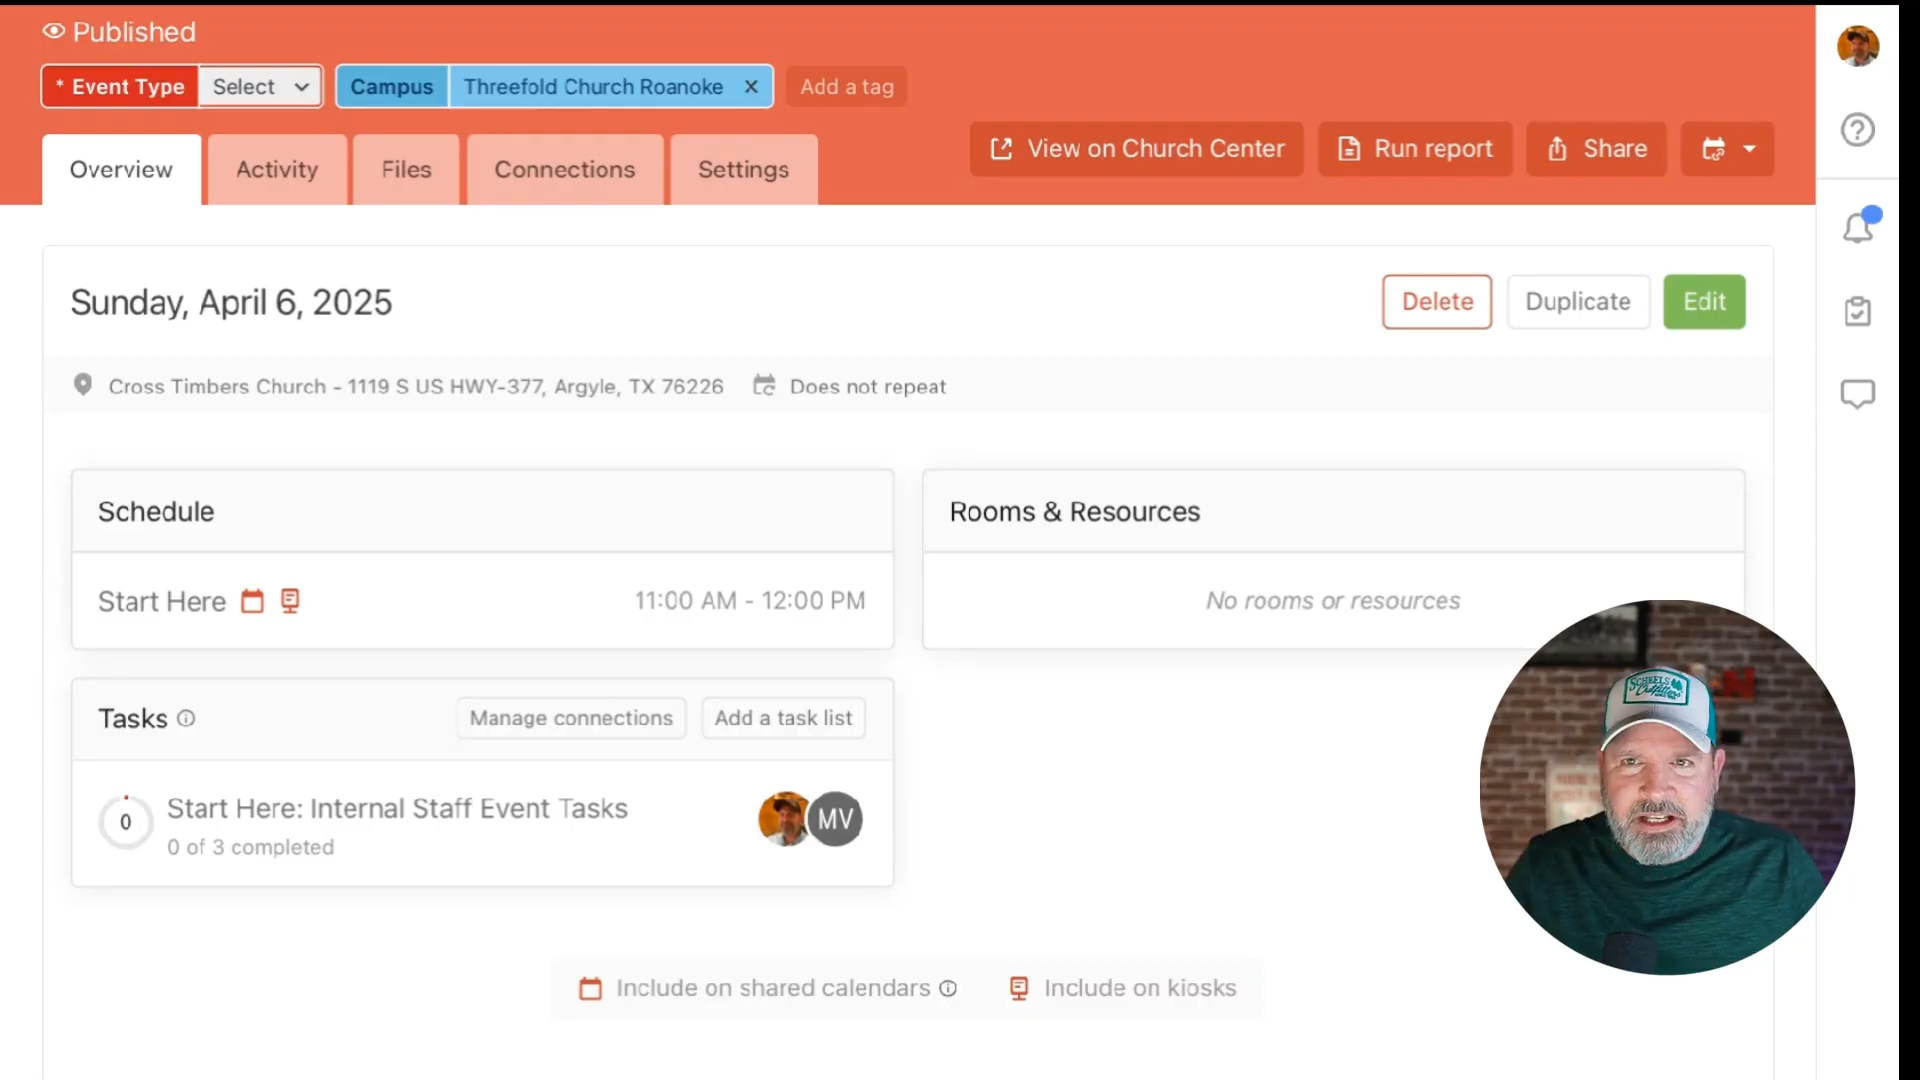 Published
* Event Type Select Campus Threefold Church Roanoke Add a tag
Overview Activity Files Connections Settings
View on Church Center Run report Share
Sunday, April 6, 2025
Delete Duplicate Edit
Cross Timbers Church - 1119 S US HWY-377, Argyle, TX 76226 Does not repeat
Schedule
Start Here 11:00 AM - 12:00 PM
Rooms & Resources
No rooms or resources
Tasks Manage connections Add a task list
0 Start Here: Internal Staff Event Tasks MV
0 of 3 completed
Include on shared calendars Include on kiosks
SCHEELS
Outfitters